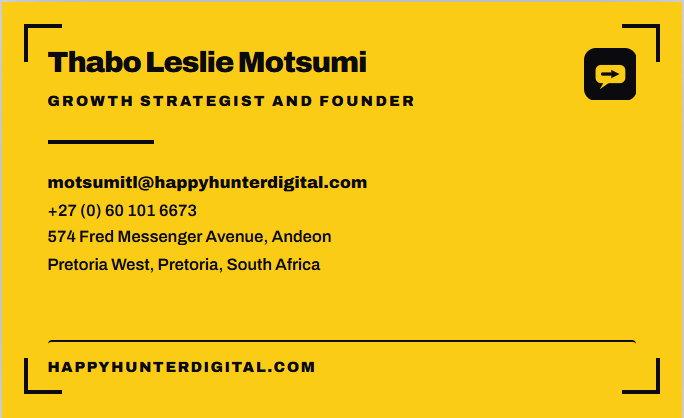 Thabo Leslie Motsumi
GROWTH STRATEGIST AND FOUNDER
motsumitl@happyhunterdigital.com
+27 (0) 60 101 6673
574 Fred Messenger Avenue, Andeon
Pretoria West, Pretoria, South Africa
HAPPYHUNTERDIGITAL.COM